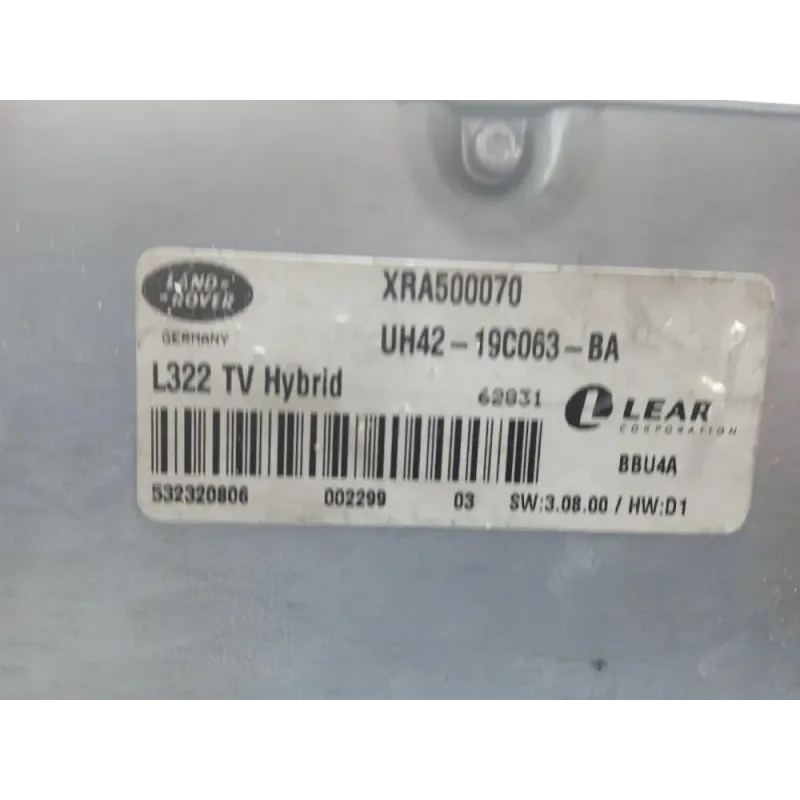 LAND ROVER
GERMANY
XRA500070
UH42-19C063-BA
L322 TV Hybrid
62831
LEAR
CORPORATION
BBU4A
532320806 002299 03 SW:3.08.00 / HW:D1